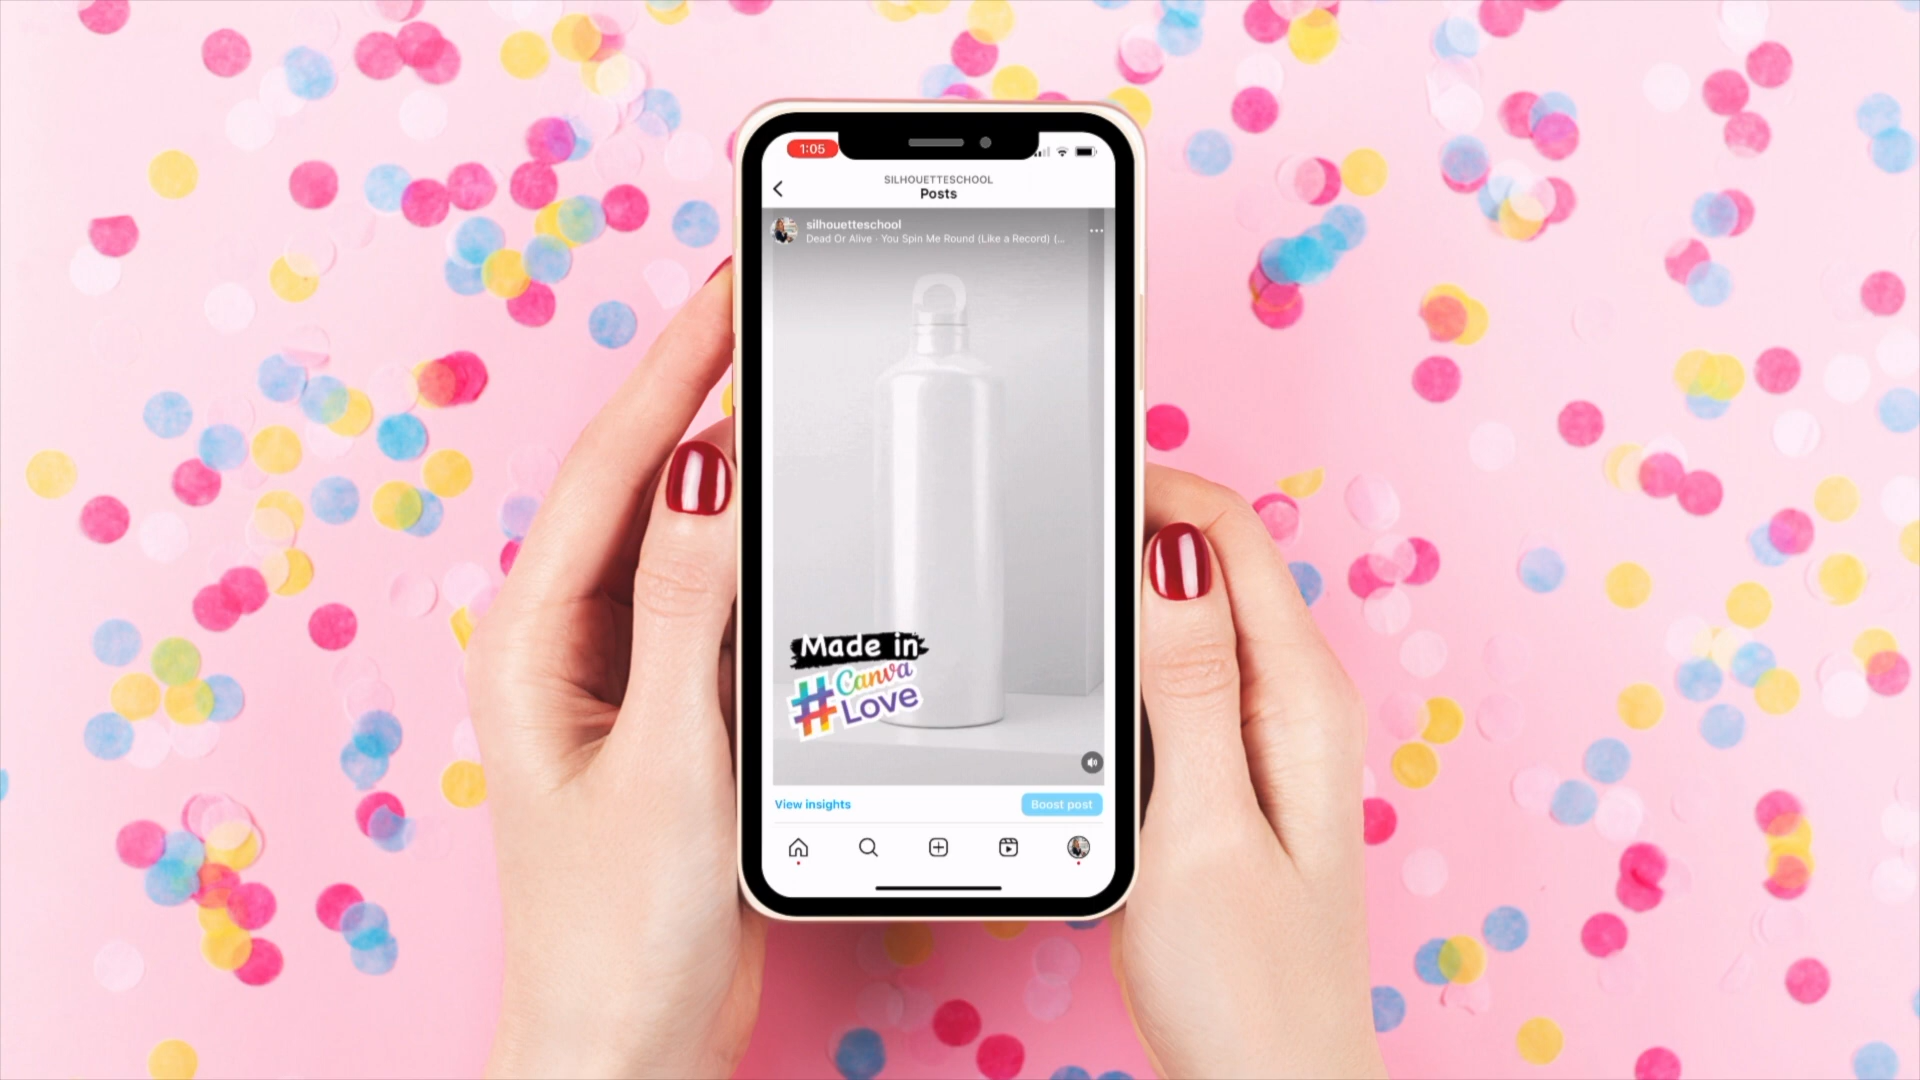 1:05
SILHOUETTESCHOOL
Posts
silhouetteschool
Dead Or Alive · You Spin Me Round (Like a Record) (...
Made in
#Canva
Love
View insights
Boost post